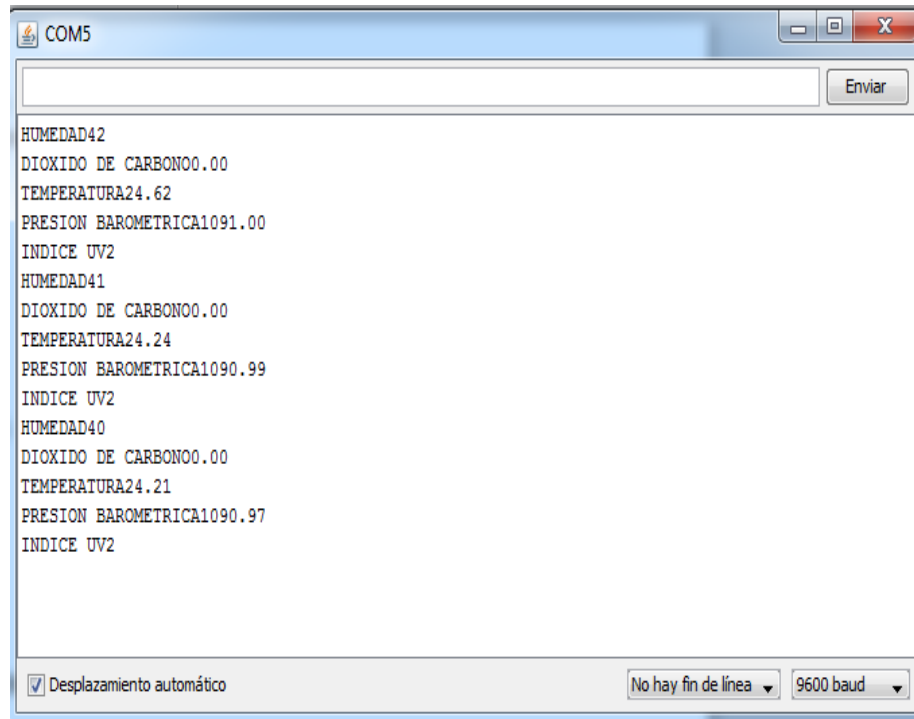 COM5
Enviar
HUMEDAD42
DIOXIDO DE CARBONO0.00
TEMPERATURA24.62
PRESION BAROMETRICA1091.00
INDICE UV2
HUMEDAD41
DIOXIDO DE CARBONO0.00
TEMPERATURA24.24
PRESION BAROMETRICA1090.99
INDICE UV2
HUMEDAD40
DIOXIDO DE CARBONO0.00
TEMPERATURA24.21
PRESION BAROMETRICA1090.97
INDICE UV2
Desplazamiento automático
No hay fin de línea
9600 baud